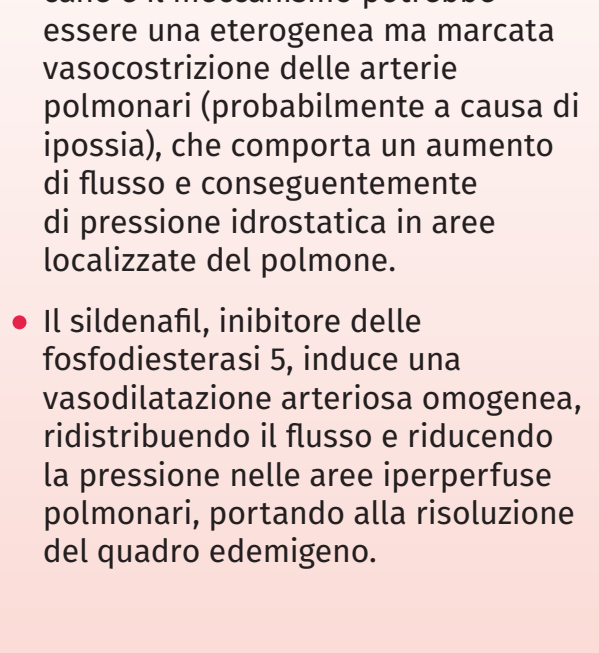 essere una eterogenea ma marcata
vasocostrizione delle arterie
polmonari (probabilmente a causa di
ipossia), che comporta un aumento
di flusso e conseguentemente
di pressione idrostatica in aree
localizzate del polmone.
• Il sildenafil, inibitore delle
fosfodiesterasi 5, induce una
vasodilatazione arteriosa omogenea,
ridistribuendo il flusso e riducendo
la pressione nelle aree iperperfuse
polmonari, portando alla risoluzione
del quadro edemigeno.